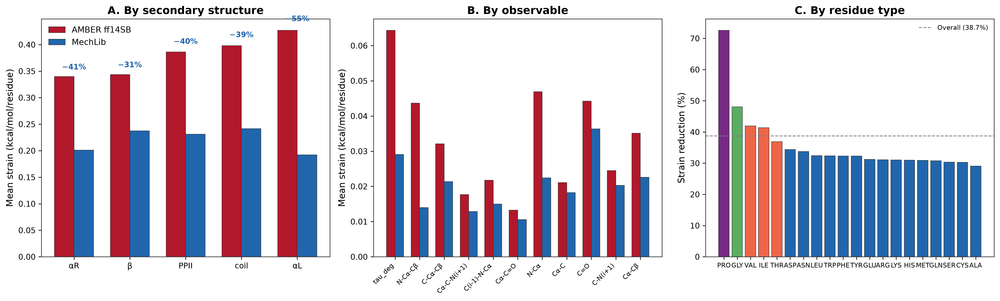 A. By secondary structure
AMBER ff14SB
MechLib
−41%
−31%
−40%
−39%
−55%
Mean strain (kcal/mol/residue)
0.40
0.35
0.30
0.25
0.20
0.15
0.10
0.05
0.00
αR
β
PPII
coil
αL
B. By observable
Mean strain (kcal/mol/residue)
0.06
0.05
0.04
0.03
0.02
0.01
0.00
tau_deg
N-Cα-Cβ
C-Cα-Cβ
Cα-C-N(i+1)
C(i-1)-N-Cα
Cα-C=O
N-Cα
Cα-C
C=O
C-N(i+1)
Cα-Cβ
C. By residue type
Overall (38.7%)
Strain reduction (%)
70
60
50
40
30
20
10
0
PRO
GLY
VAL
ILE
THR
ASP
ASN
LEU
TRP
PHE
TYR
GLU
ARG
LYS
HIS
MET
GLN
SER
CYS
ALA